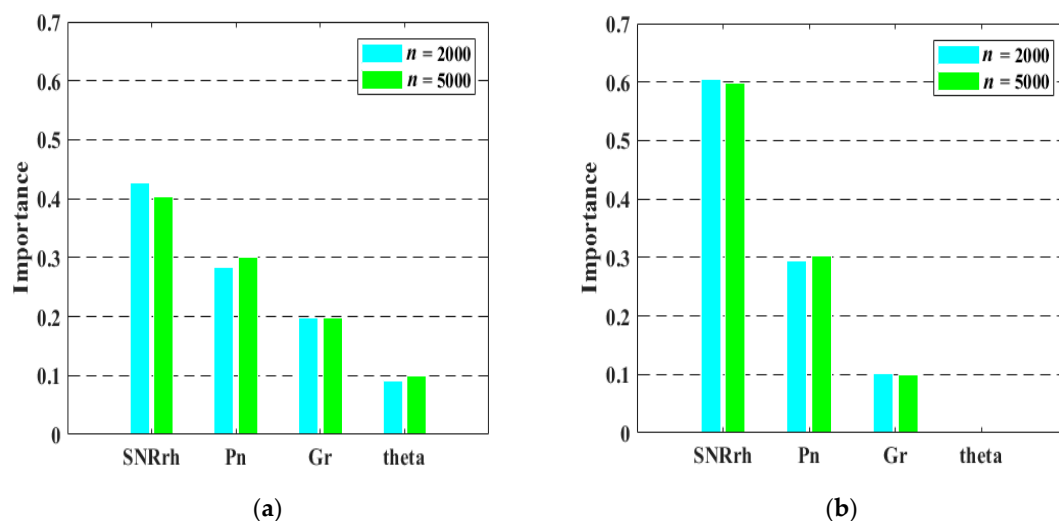 0.7
0.6
0.5
0.4
0.3
0.2
0.1
0
Importance
n = 2000
n = 5000
SNRrh Pn Gr theta
(a)
0.7
0.6
0.5
0.4
0.3
0.2
0.1
0
Importance
n = 2000
n = 5000
SNRrh Pn Gr theta
(b)